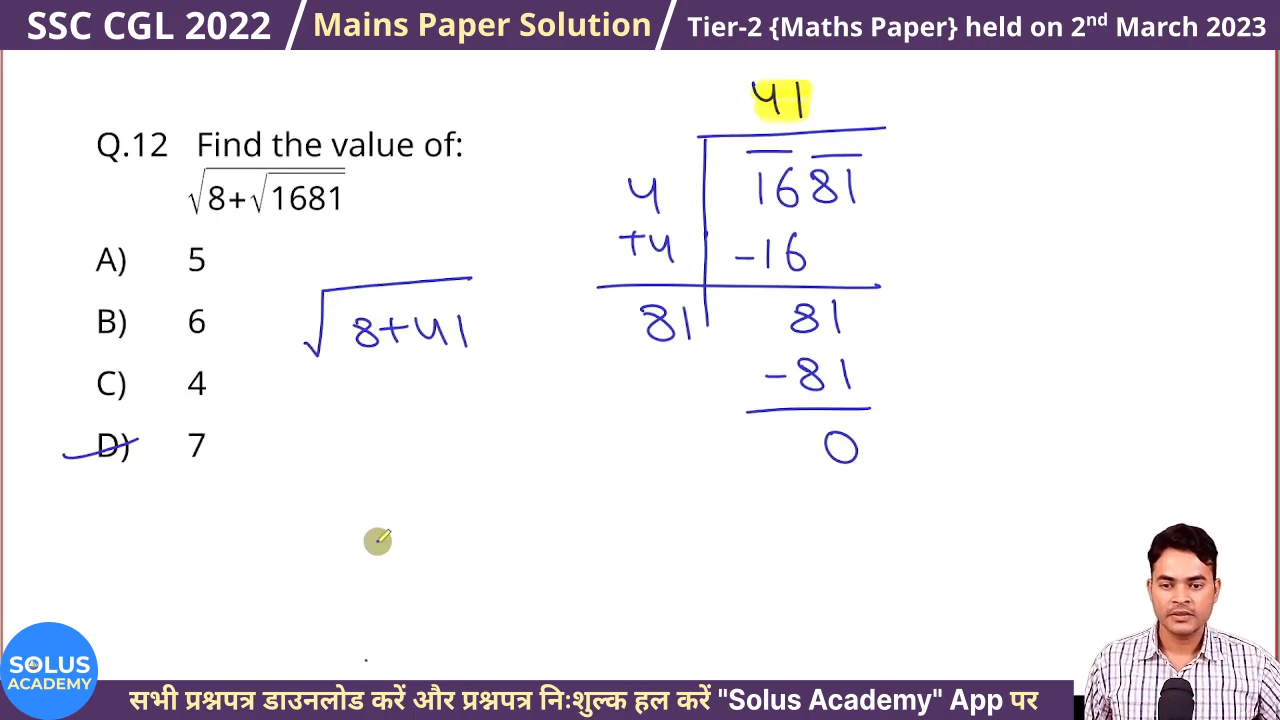 SSC CGL 2022 / Mains Paper Solution / Tier-2 {Maths Paper} held on 2nd March 2023
Q.12 Find the value of:
√8+√1681
A) 5
B) 6
C) 4
D) 7
√8+41
41
4 1681
+4 -16
81 81
-81
0
SOLUS
ACADEMY
सभी प्रश्नपत्र डाउनलोड करें और प्रश्नपत्र निःशुल्क हल करें "Solus Academy" App पर